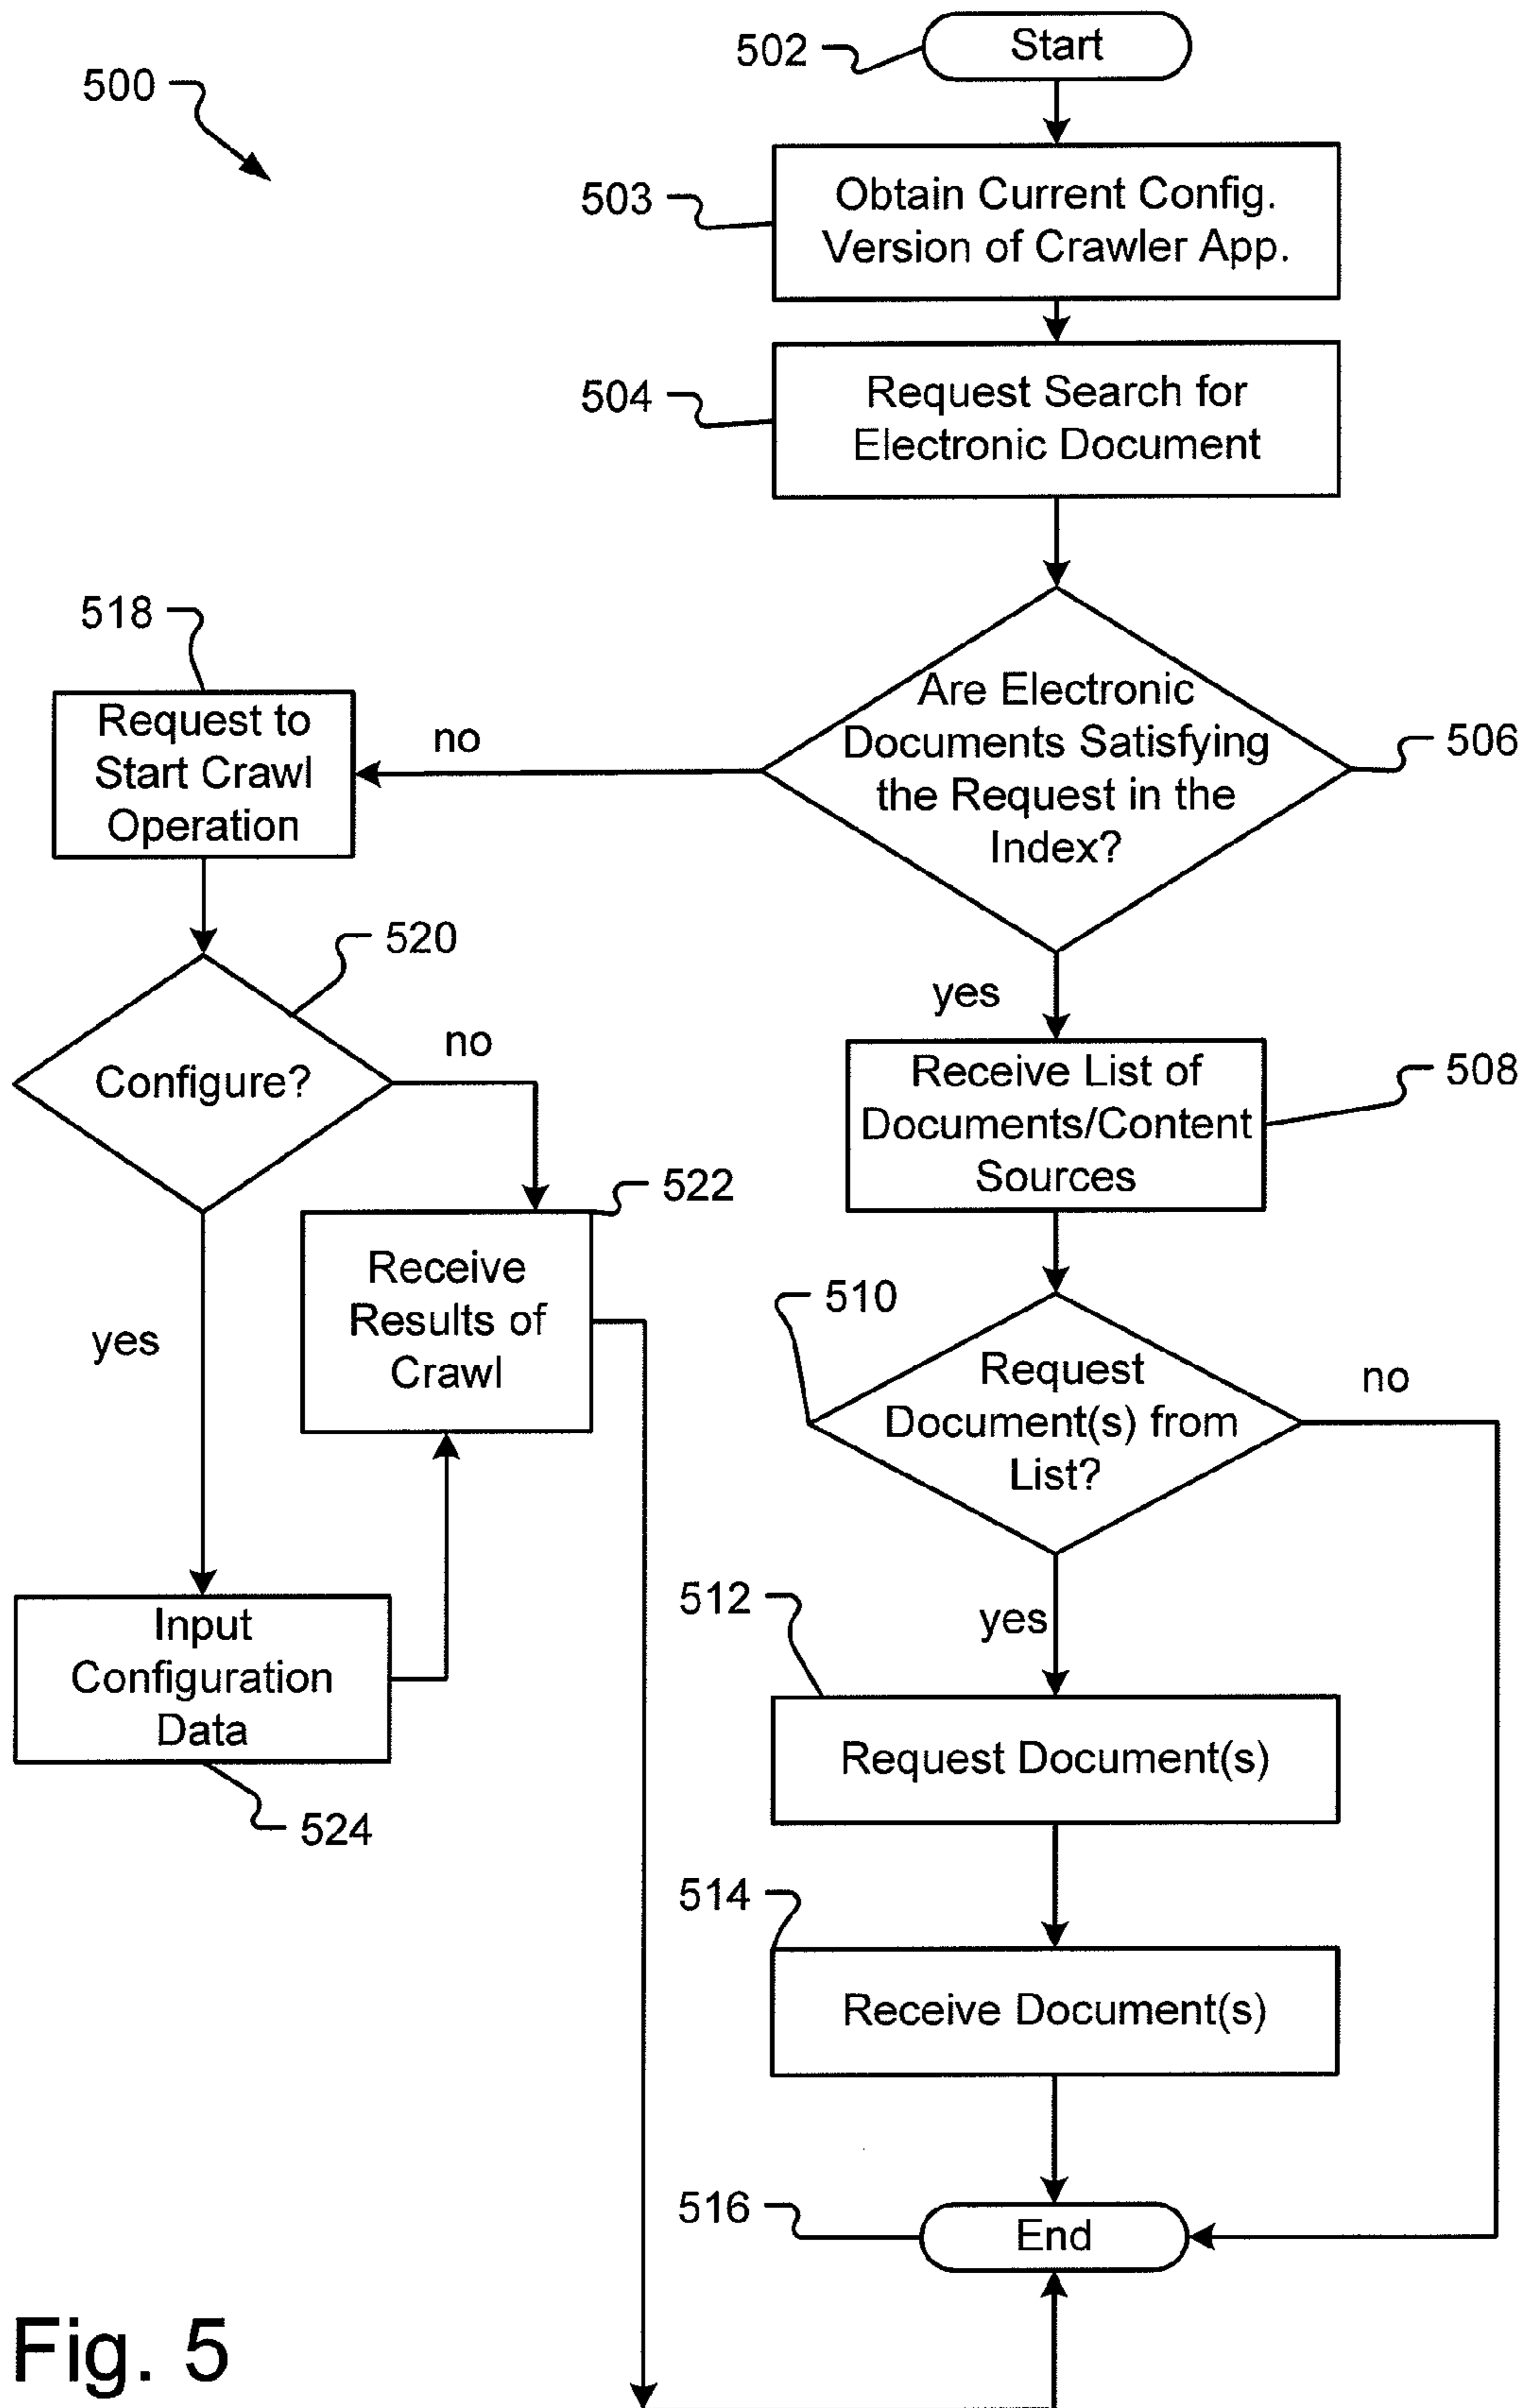 502
Start
500
503
Obtain Current Config.
Version of Crawler App.
504
Request Search for
Electronic Document
518
Request to
Start Crawl
Operation
no
Are Electronic
Documents Satisfying
the Request in the
Index?
506
520
Configure?
no
yes
yes
Receive List of
Documents/Content
Sources
508
522
Receive
Results of
Crawl
510
Request
Document(s) from
List?
no
Input
Configuration
Data
524
512
yes
Request Document(s)
514
Receive Document(s)
516
End
Fig. 5